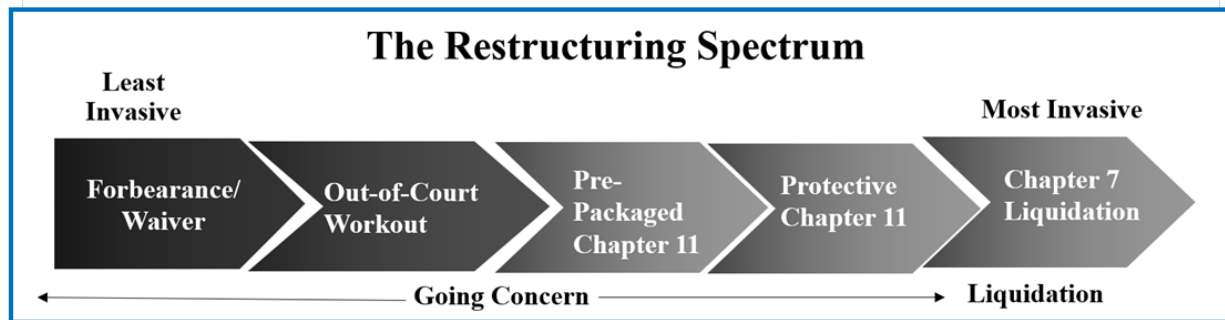 The Restructuring Spectrum
Least
Invasive
Most Invasive
Forbearance/
Waiver
Out-of-Court
Workout
Pre-
Packaged
Chapter 11
Protective
Chapter 11
Chapter 7
Liquidation
Going Concern
Liquidation